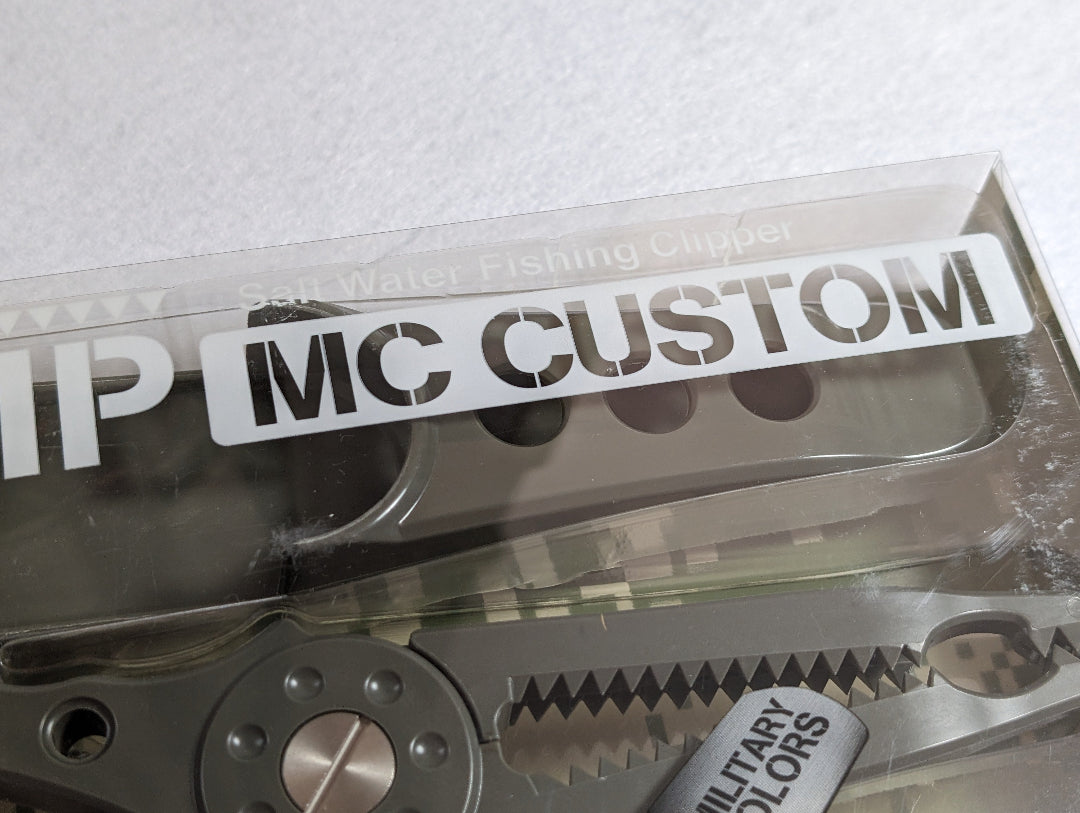 Salt Water Fishing Clipper
IP MC CUSTOM
MILITARY
COLORS